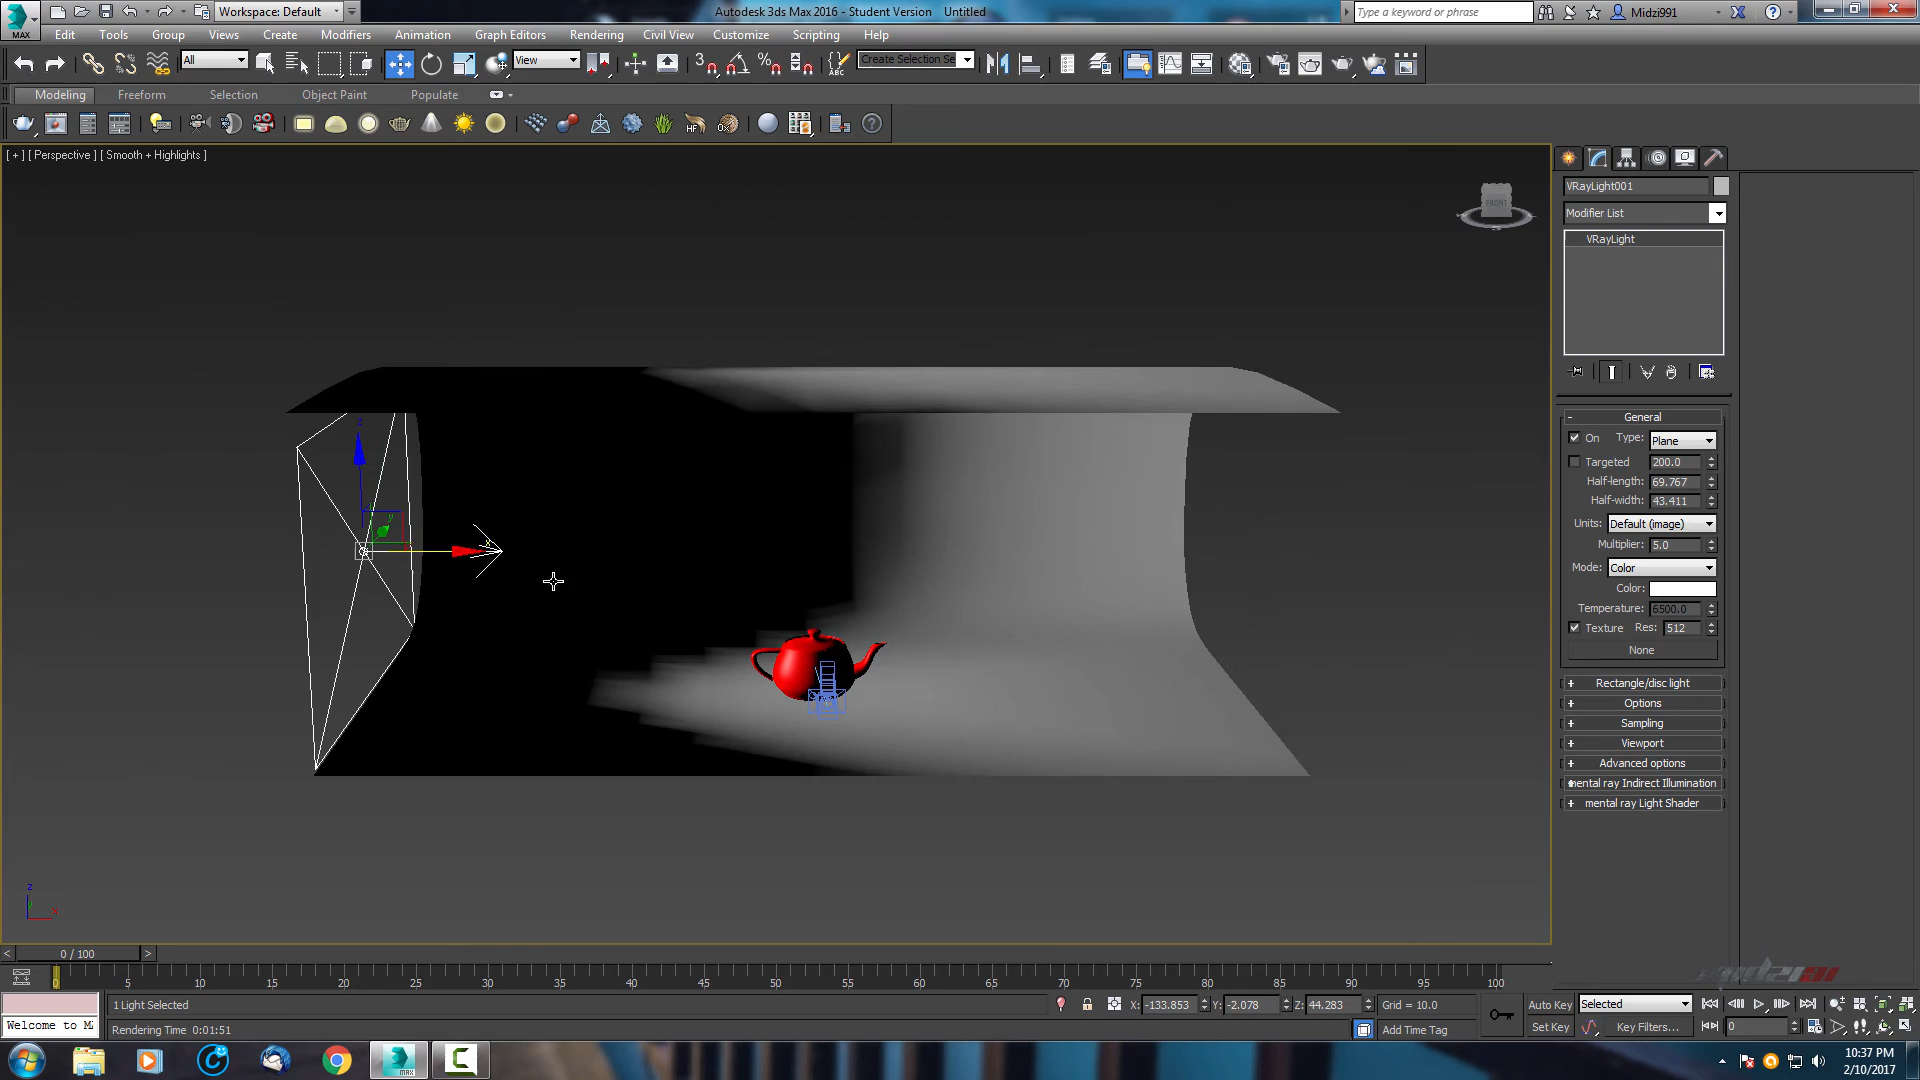 Workspace: Default
Autodesk 3ds Max 2016 - Student Version Untitled
Type a keyword or phrase
Midzi991
MAX
Edit Tools Group Views Create Modifiers Animation Graph Editors Rendering Civil View Customize Scripting Help
All
View
3
ABC
Create Selection Se
Modeling Freeform Selection Object Paint Populate
HF
[ + ] [ Perspective ] [ Smooth + Highlights ]
FRONT
VRayLight001
Modifier List
VRayLight
General
On Type: Plane
Targeted 200.0
Half-length: 69.767
Half-width: 43.411
Units: Default (image)
Multiplier: 5.0
Mode: Color
Color:
Temperature: 6500.0
Texture Res: 512
None
Rectangle/disc light
Options
Sampling
Viewport
Advanced options
mental ray Indirect Illumination
mental ray Light Shader
z
y
x
z
x
0 / 100
0 5 10 15 20 25 30 35 40 45 50 55 60 65 70 75 80 85 90 95 100
1 Light Selected
X: -133.853 Y: -2.078 Z: 44.283 Grid = 10.0
Auto Key Selected
Welcome to M
Rendering Time 0:01:51
Add Time Tag
Set Key Key Filters... 0
MAX
10:37 PM
2/10/2017